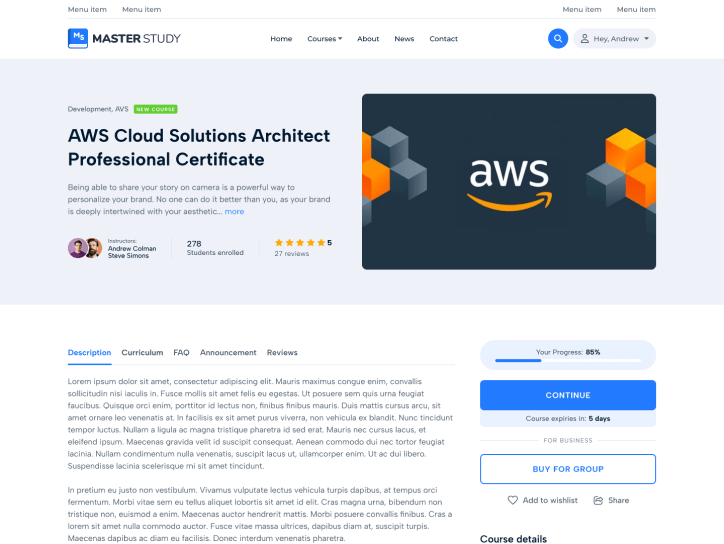 Menu item Menu item Menu item Menu item
MS MASTERSTUDY Home Courses About News Contact Hey, Andrew
Development, AVS NEW COURSE
AWS Cloud Solutions Architect
Professional Certificate
Being able to share your story on camera is a powerful way to
personalize your brand. No one can do it better than you, as your brand
is deeply intertwined with your aesthetic... more
Instructors:
Andrew Colman
Steve Simons
278
Students enrolled
5
27 reviews
aws
Description Curriculum FAQ Announcement Reviews
Lorem ipsum dolor sit amet, consectetur adipiscing elit. Mauris maximus congue enim, convallis
sollicitudin nisi iaculis in. Fusce mollis sit amet felis eu egestas. Ut posuere sem quis urna feugiat
faucibus. Quisque orci enim, porttitor id lectus non, finibus finibus mauris. Duis mattis cursus arcu, sit
amet ornare leo venenatis at. In facilisis ex sit amet purus viverra, non vehicula ex blandit. Nunc tincidunt
tempor luctus. Nullam a ligula ac magna tristique pharetra id sed erat. Mauris nec cursus lacus, et
eleifend ipsum. Maecenas gravida velit id suscipit consequat. Aenean commodo dui nec tortor feugiat
lacinia. Nullam condimentum nulla venenatis, suscipit lacus ut, ullamcorper enim. Ut ac dui libero.
Suspendisse lacinia scelerisque mi sit amet tincidunt.
In pretium eu justo non vestibulum. Vivamus vulputate lectus vehicula turpis dapibus, at tempus orci
fermentum. Morbi vitae sem eu tellus aliquet lobortis sit amet id elit. Cras magna urna, bibendum non
tristique non, euismod a enim. Maecenas auctor hendrerit mattis. Morbi posuere convallis finibus. Cras a
lorem sit amet nulla commodo auctor. Fusce vitae massa ultrices, dapibus diam at, suscipit turpis.
Maecenas dapibus ac diam eu facilisis. Donec interdum venenatis pharetra.
Your Progress: 85%
CONTINUE
Course expiries in: 5 days
FOR BUSINESS
BUY FOR GROUP
Add to wishlist Share
Course details